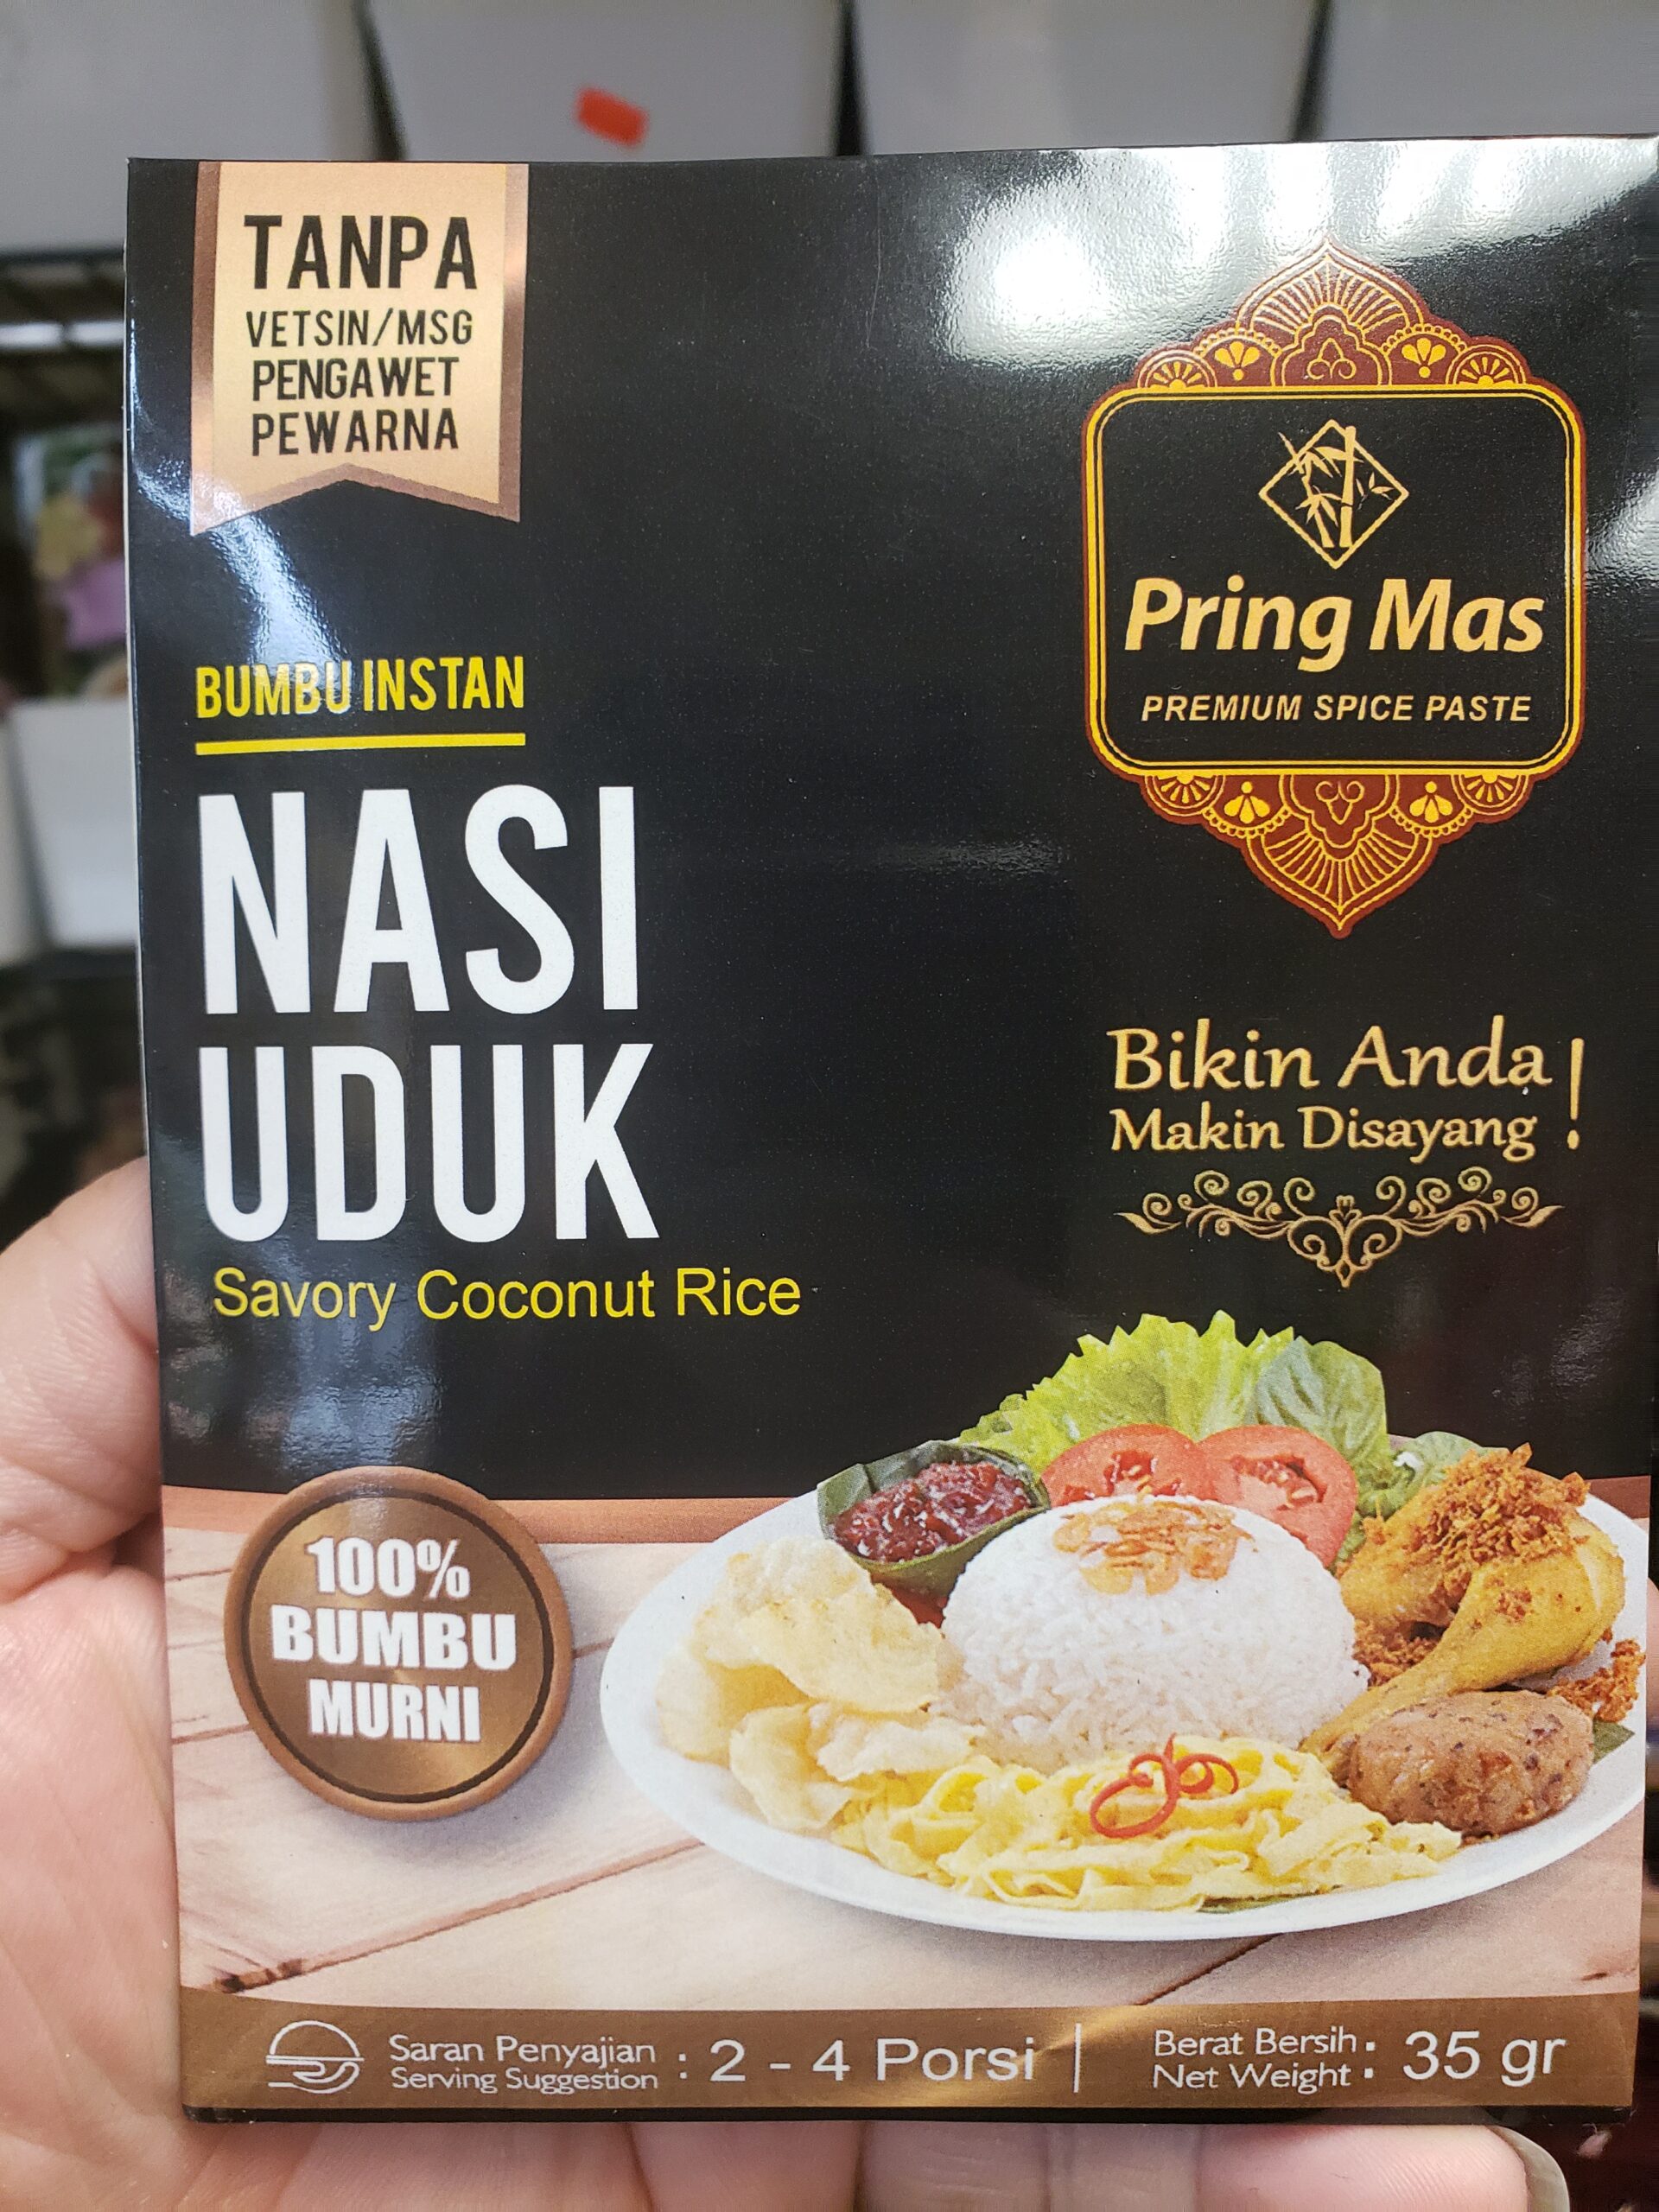 TANPA
VETSIN/MSG
PENGAWET
PEWARNA
Pring Mas
PREMIUM SPICE PASTE
BUMBU INSTAN
NASI
UDUK
Savory Coconut Rice
Bikin Anda
Makin Disayang !
100%
BUMBU
MURNI
Saran Penyajian
Serving Suggestion : 2 - 4 Porsi
Berat Bersih :
Net Weight : 35 gr